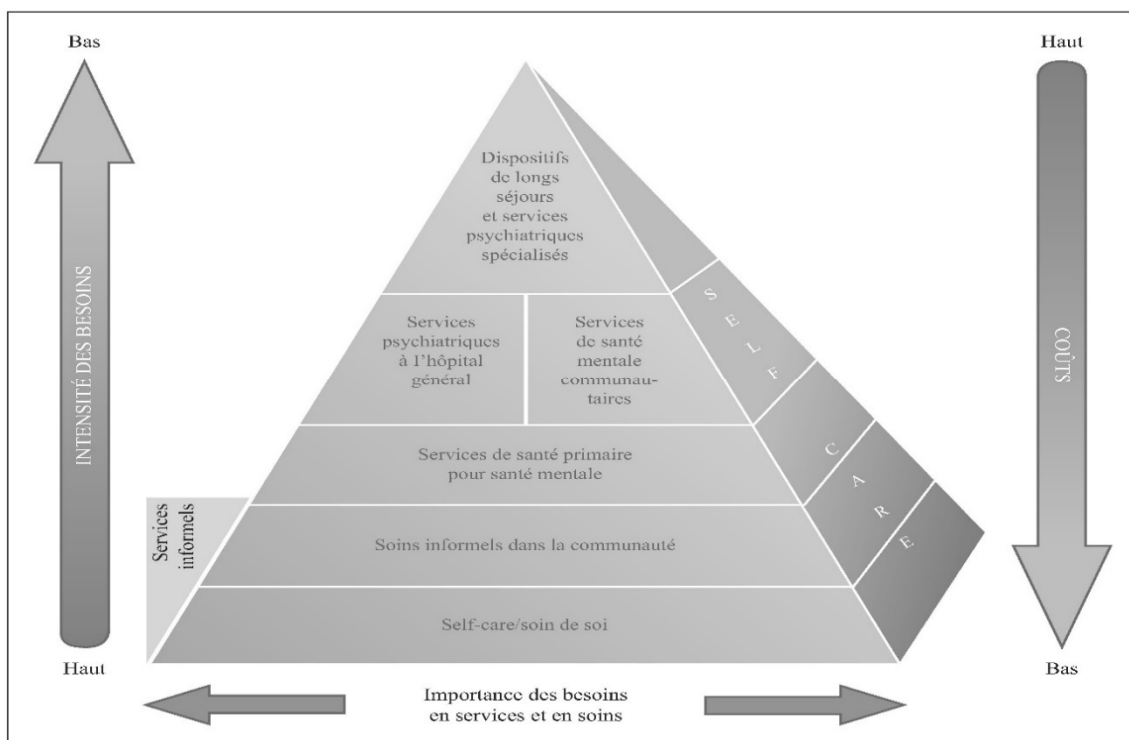 Bas
Haut
INTENSITÉ DES BESOINS
COÛTS
Dispositifs
de longs
séjours
et services
psychiatriques
spécialisés
Services
psychiatriques
à l'hôpital
général
Services
de santé
mentale
communau-
taires
SELF
CARE
Services de santé primaire
pour santé mentale
Services
informels
Soins informels dans la communauté
Self-care/soin de soi
Haut
Bas
Importance des besoins
en services et en soins